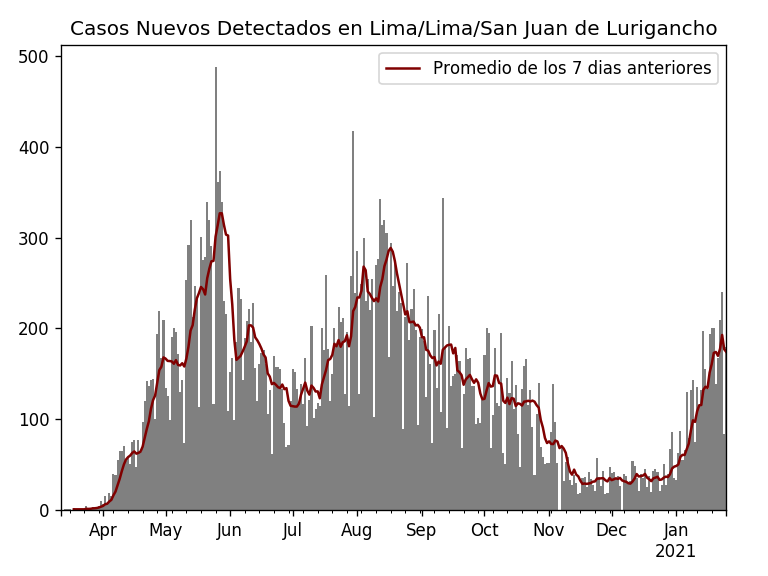 Casos Nuevos Detectados en Lima/Lima/San Juan de Lurigancho
Promedio de los 7 dias anteriores
500
400
300
200
100
0
Apr May Jun Jul Aug Sep Oct Nov Dec Jan
2021